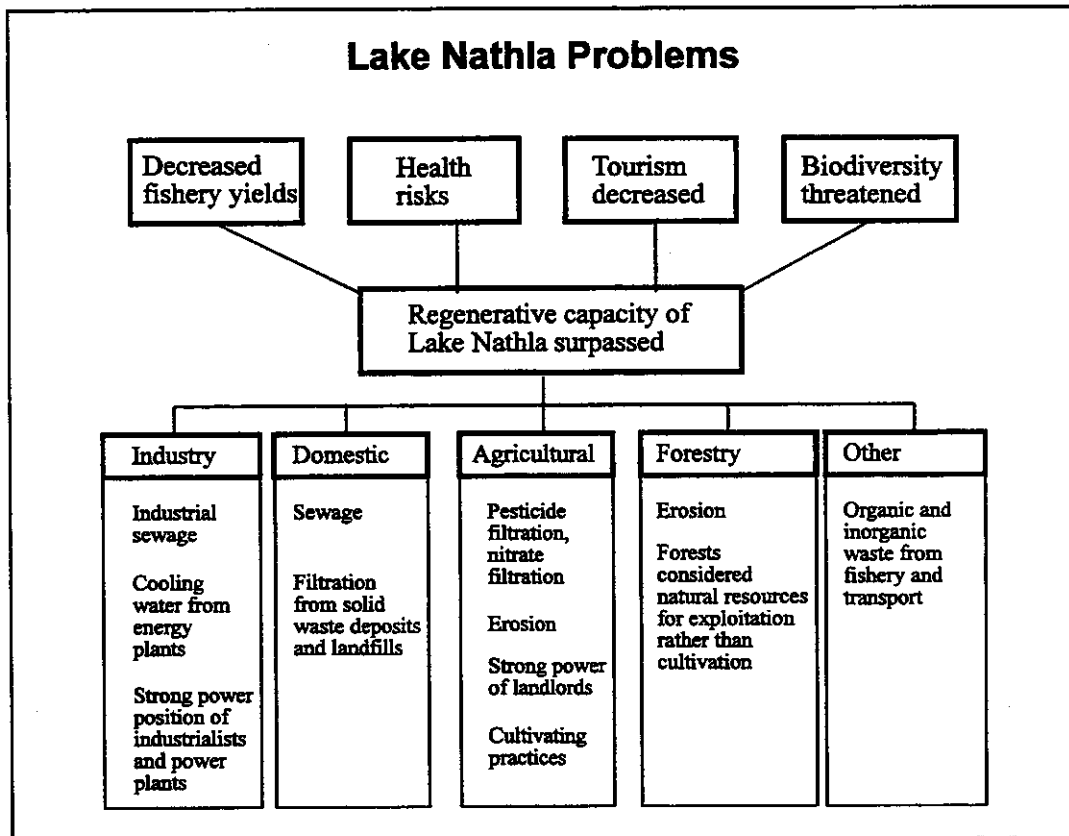 Lake Nathla Problems
Decreased
fishery yields
Health
risks
Tourism
decreased
Biodiversity
threatened
Regenerative capacity of
Lake Nathla surpassed
Industry
Industrial
sewage
Cooling
water from
energy
plants
Strong power
position of
industrialists
and power
plants
Domestic
Sewage
Filtration
from solid
waste deposits
and landfills
Agricultural
Pesticide
filtration,
nitrate
filtration
Erosion
Strong power
of landlords
Cultivating
practices
Forestry
Erosion
Forests
considered
natural resources
for exploitation
rather than
cultivation
Other
Organic and
inorganic
waste from
fishery and
transport